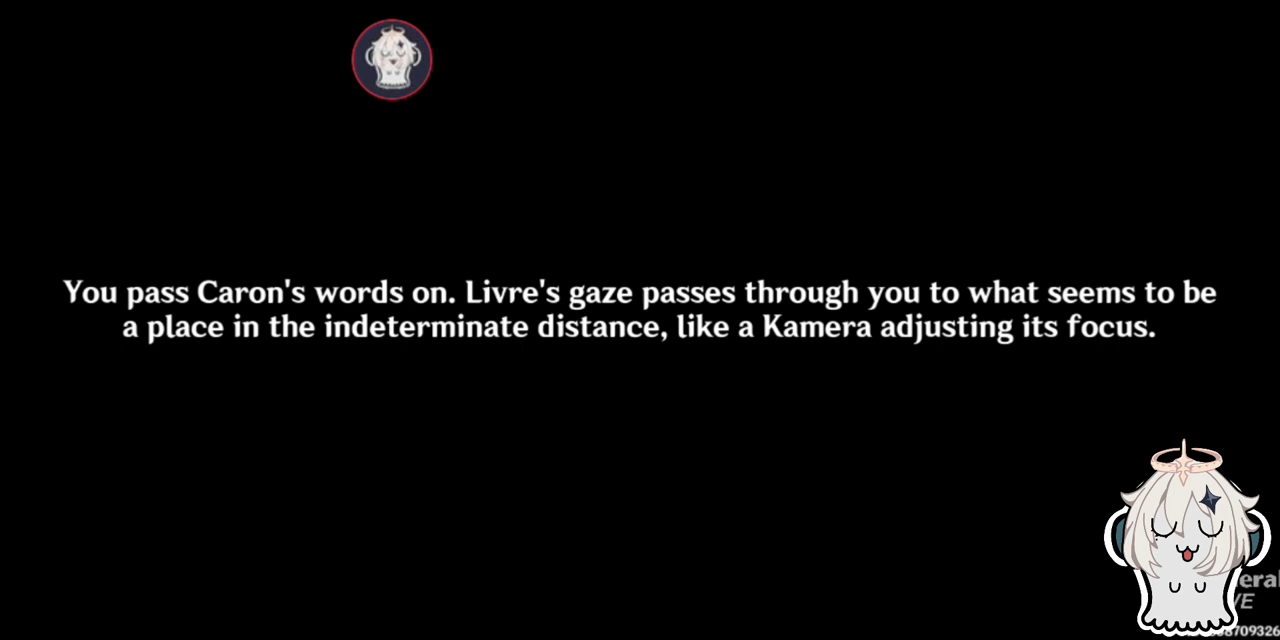 You pass Caron's words on. Livre's gaze passes through you to what seems to be
a place in the indeterminate distance, like a Kamera adjusting its focus.
8709326